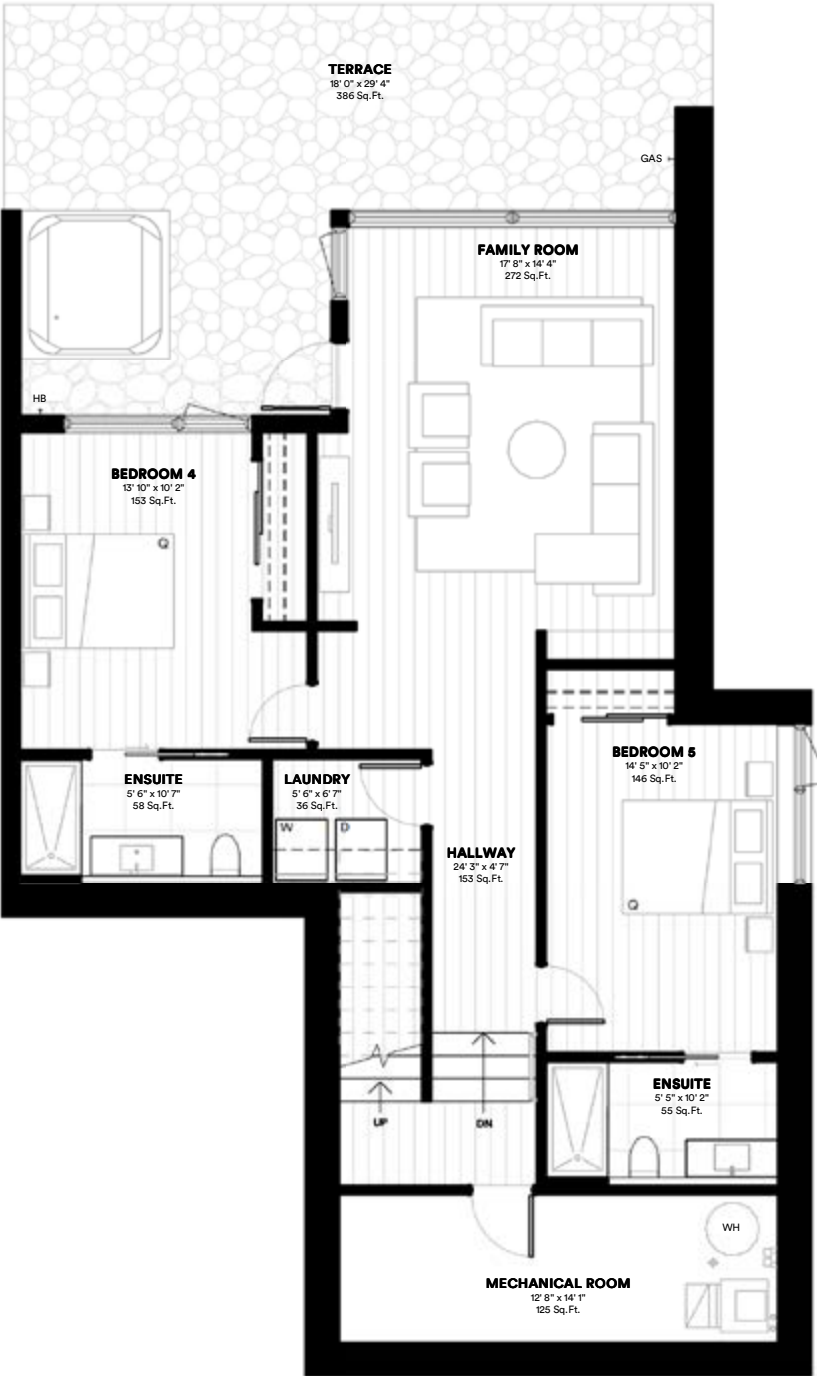 TERRACE
18' 0" x 29' 4"
386 Sq.Ft.
GAS
FAMILY ROOM
17' 8" x 14' 4"
272 Sq.Ft.
HB
BEDROOM 4
13' 10" x 10' 2"
153 Sq.Ft.
Q
BEDROOM 5
14' 5" x 10' 2"
146 Sq.Ft.
Q
ENSUITE
5' 6" x 10' 7"
58 Sq.Ft.
LAUNDRY
5' 6" x 6' 7"
36 Sq.Ft.
W
D
HALLWAY
24' 3" x 4' 7"
153 Sq.Ft.
ENSUITE
5' 5" x 10' 2"
55 Sq.Ft.
UP
DN
WH
MECHANICAL ROOM
12' 8" x 14' 1"
125 Sq.Ft.